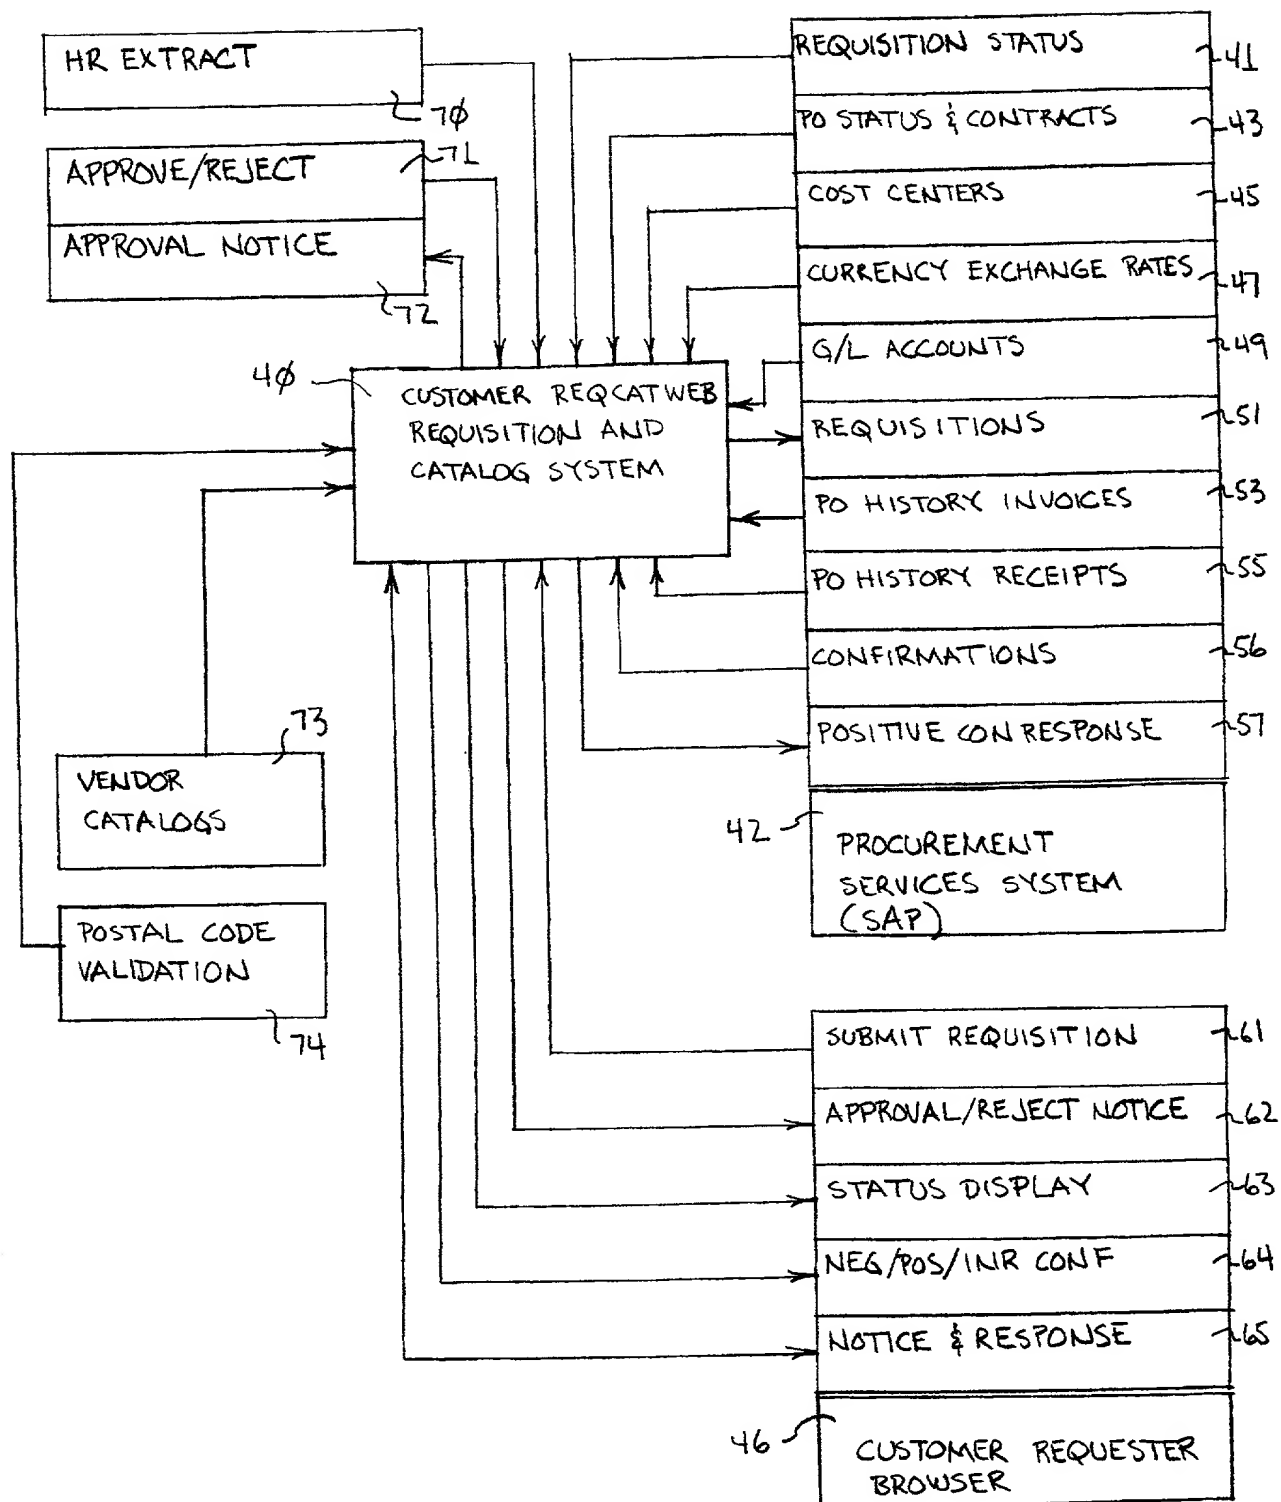 HR EXTRACT
7Ø
APPROVE/REJECT
71
APPROVAL NOTICE
72
4Ø
CUSTOMER REQCAT WEB
REQUISITION AND
CATALOG SYSTEM
73
VENDOR
CATALOGS
POSTAL CODE
VALIDATION
74
REQUISITION STATUS
41
PO STATUS & CONTRACTS
43
COST CENTERS
45
CURRENCY EXCHANGE RATES
47
G/L ACCOUNTS
49
REQUISITIONS
51
PO HISTORY INVOICES
53
PO HISTORY RECEIPTS
55
CONFIRMATIONS
56
POSITIVE CON RESPONSE
57
42
PROCUREMENT
SERVICES SYSTEM
(SAP)
SUBMIT REQUISITION
61
APPROVAL/REJECT NOTICE
62
STATUS DISPLAY
63
NEG/POS/INR CONF
64
NOTICE & RESPONSE
65
46
CUSTOMER REQUESTER
BROWSER